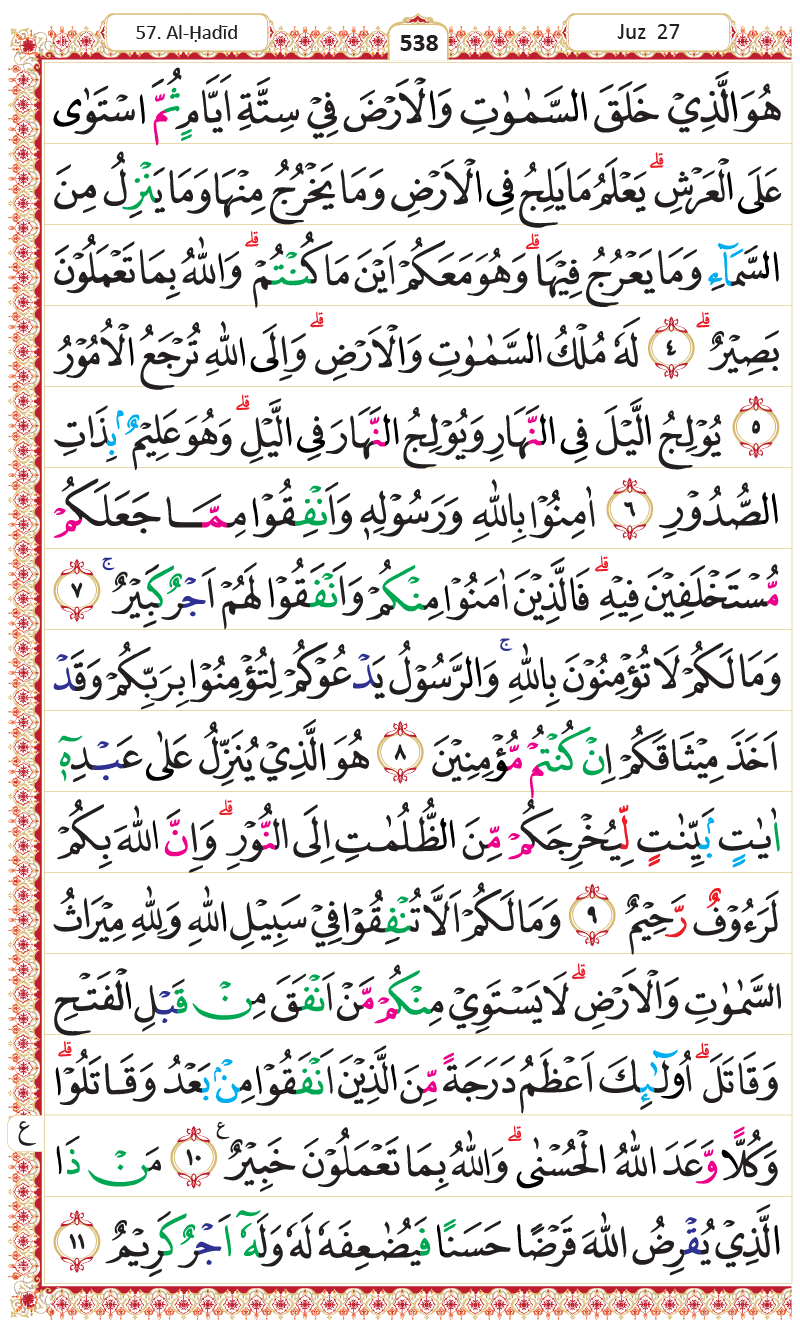 57. Al-Ḥadīd
538
Juz 27
هُوَ الَّذِيْ خَلَقَ السَّمٰوٰتِ وَالْاَرْضَ فِيْ سِتَّةِ اَيَّامٍ ثُمَّ اسْتَوٰى
عَلَى الْعَرْشِۗ يَعْلَمُ مَا يَلِجُ فِى الْاَرْضِ وَمَا يَخْرُجُ مِنْهَا وَمَا يَنْزِلُ مِنَ
السَّمَاۤءِ وَمَا يَعْرُجُ فِيْهَاۗ وَهُوَ مَعَكُمْ اَيْنَ مَا كُنْتُمْۗ وَاللّٰهُ بِمَا تَعْمَلُوْنَ
بَصِيْرٌۗ ٤ لَهٗ مُلْكُ السَّمٰوٰتِ وَالْاَرْضِۗ وَاِلَى اللّٰهِ تُرْجَعُ الْاُمُوْرُ
٥ يُوْلِجُ الَّيْلَ فِى النَّهَارِ وَيُوْلِجُ النَّهَارَ فِى الَّيْلِۗ وَهُوَ عَلِيْمٌ ۢبِذَاتِ
الصُّدُوْرِ ٦ اٰمِنُوْا بِاللّٰهِ وَرَسُوْلِهٖ وَاَنْفِقُوْا مِمَّا جَعَلَكُمْ
مُّسْتَخْلَفِيْنَ فِيْهِۗ فَالَّذِيْنَ اٰمَنُوْا مِنْكُمْ وَاَنْفَقُوْا لَهُمْ اَجْرٌ كَبِيْرٌۚ ٧
وَمَا لَكُمْ لَا تُؤْمِنُوْنَ بِاللّٰهِۚ وَالرَّسُوْلُ يَدْعُوْكُمْ لِتُؤْمِنُوْا بِرَبِّكُمْ وَقَدْ
اَخَذَ مِيْثَاقَكُمْ اِنْ كُنْتُمْ مُّؤْمِنِيْنَ ٨ هُوَ الَّذِيْ يُنَزِّلُ عَلٰى عَبْدِهٖٓ
اٰيٰتٍۢ بَيِّنٰتٍ لِّيُخْرِجَكُمْ مِّنَ الظُّلُمٰتِ اِلَى النُّوْرِۗ وَاِنَّ اللّٰهَ بِكُمْ
لَرَءُوْفٌ رَّحِيْمٌ ٩ وَمَا لَكُمْ اَلَّا تُنْفِقُوْا فِيْ سَبِيْلِ اللّٰهِ وَلِلّٰهِ مِيْرَاثُ
السَّمٰوٰتِ وَالْاَرْضِۗ لَا يَسْتَوِيْ مِنْكُمْ مَّنْ اَنْفَقَ مِنْ قَبْلِ الْفَتْحِ
وَقَاتَلَۗ اُولٰۤىِٕكَ اَعْظَمُ دَرَجَةً مِّنَ الَّذِيْنَ اَنْفَقُوْا مِنْۢ بَعْدُ وَقَاتَلُوْاۗ
وَكُلًّا وَّعَدَ اللّٰهُ الْحُسْنٰىۗ وَاللّٰهُ بِمَا تَعْمَلُوْنَ خَبِيْرٌ ࣖ ١٠ مَنْ ذَا
ع
الَّذِيْ يُقْرِضُ اللّٰهَ قَرْضًا حَسَنًا فَيُضٰعِفَهٗ لَهٗ وَلَهٗٓ اَجْرٌ كَرِيْمٌ ١١